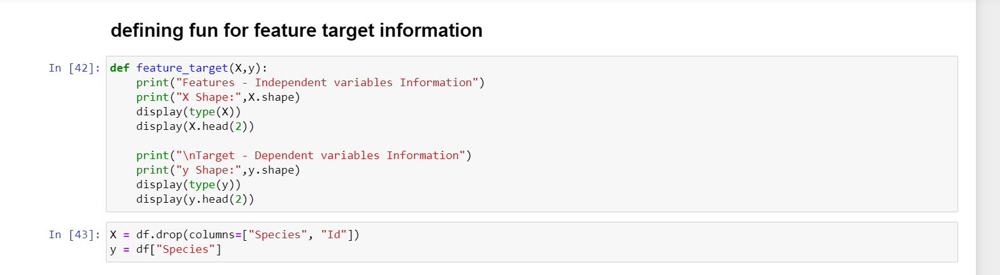 defining fun for feature target information
In [42]: def feature_target(X,y):
    print("Features - Independent variables Information")
    print("X Shape:",X.shape)
    display(type(X))
    display(X.head(2))

    print("\nTarget - Dependent variables Information")
    print("y Shape:",y.shape)
    display(type(y))
    display(y.head(2))
In [43]: X = df.drop(columns=["Species", "Id"])
y = df["Species"]